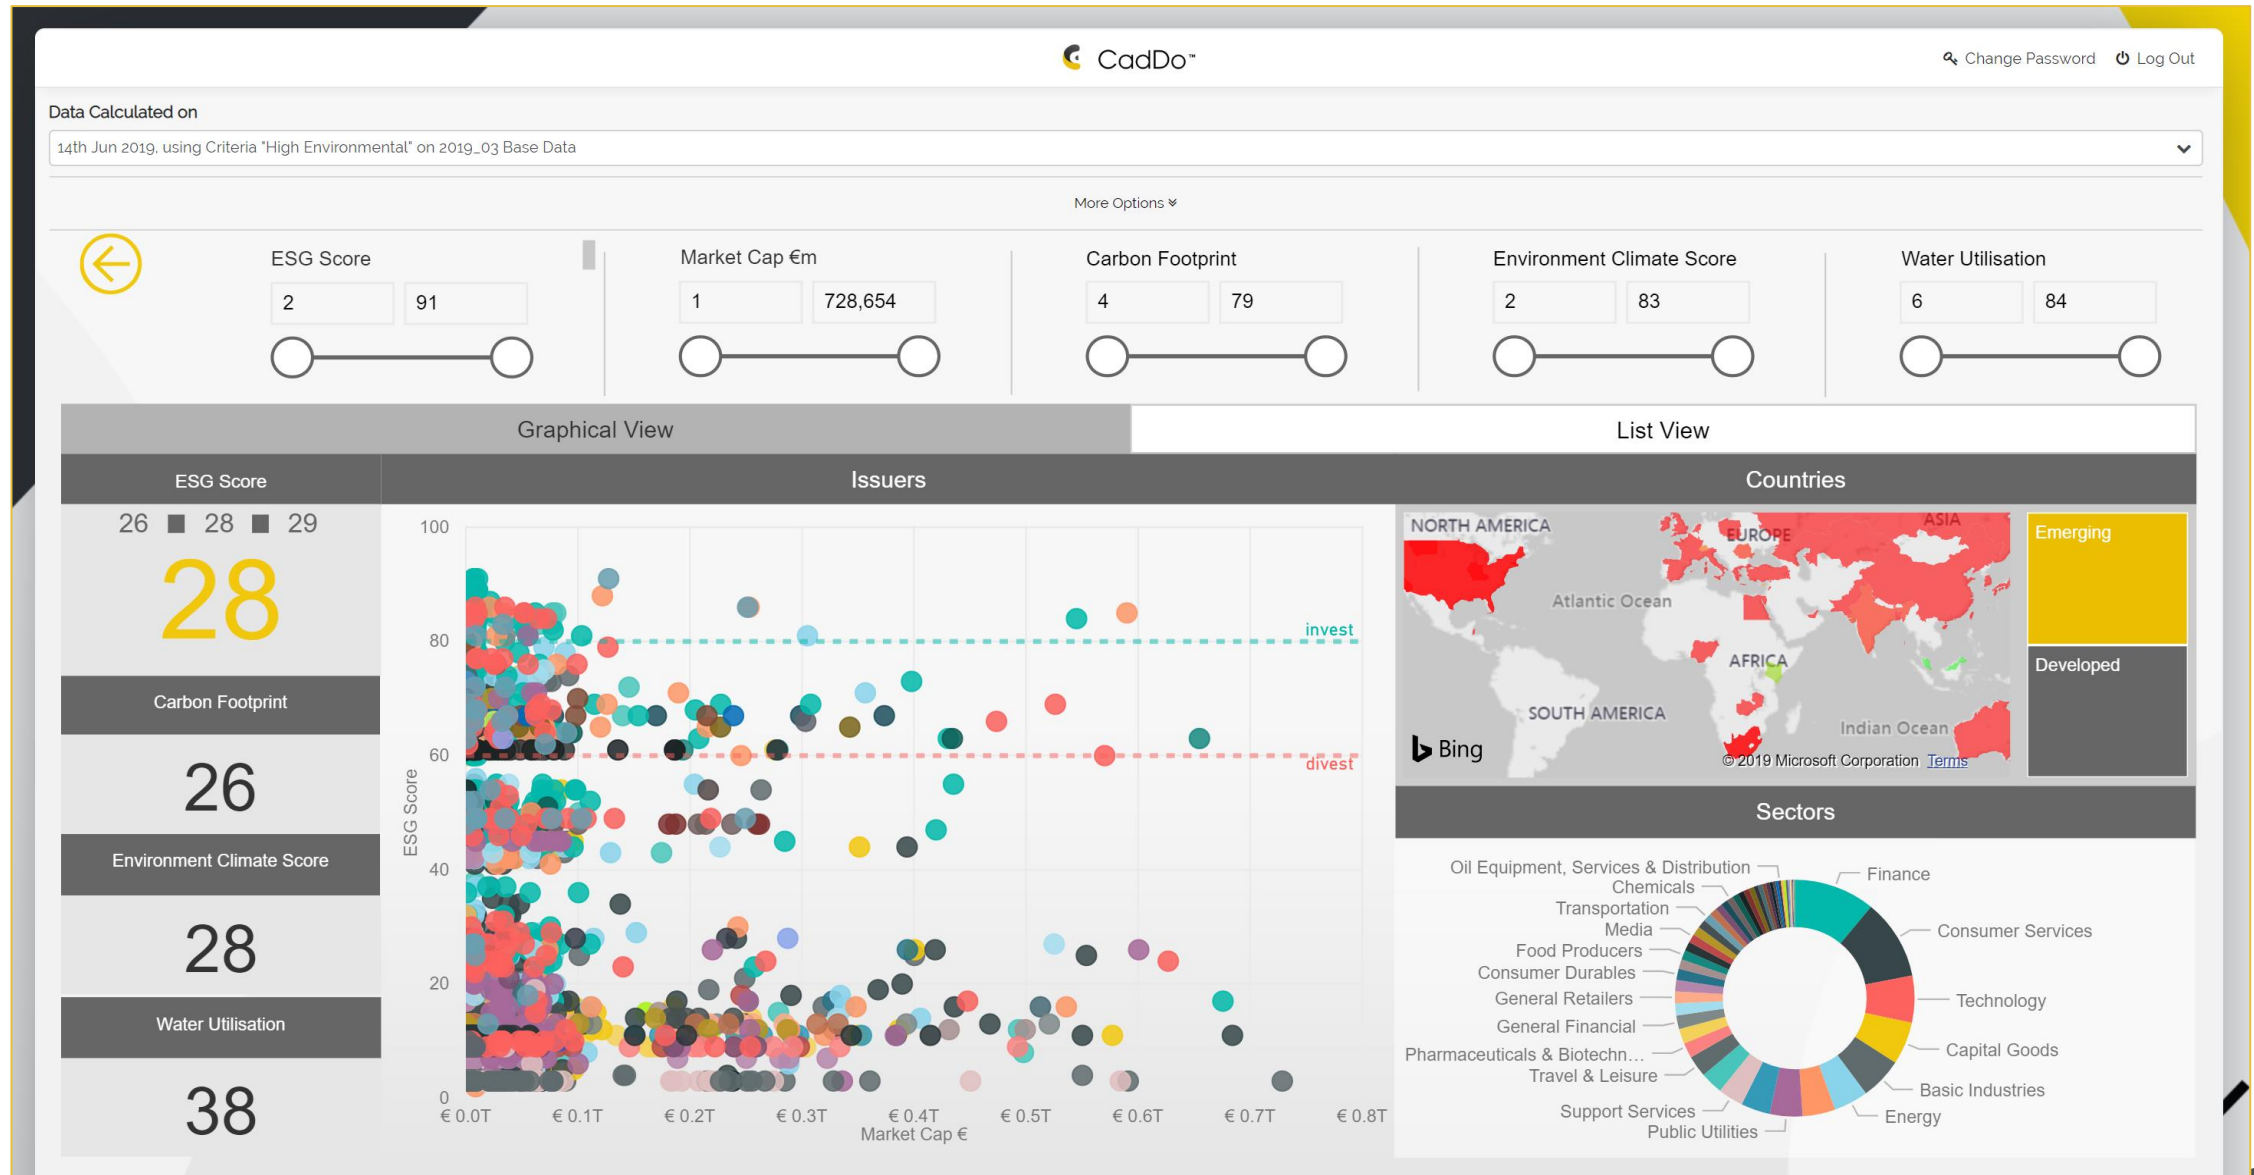 CadDo™
Change Password
Log Out
Data Calculated on
14th Jun 2019, using Criteria "High Environmental" on 2019_03 Base Data
More Options
ESG Score
Market Cap €m
Carbon Footprint
Environment Climate Score
Water Utilisation
2 91
1 728,654
4 79
2 83
6 84
Graphical View
List View
ESG Score
Issuers
Countries
26 28 29
28
Carbon Footprint
26
Environment Climate Score
28
Water Utilisation
38
100
80
60
40
20
0
ESG Score
invest
divest
€ 0.0T € 0.1T € 0.2T € 0.3T € 0.4T € 0.5T € 0.6T € 0.7T € 0.8T
Market Cap €
NORTH AMERICA
EUROPE
ASIA
Atlantic Ocean
AFRICA
SOUTH AMERICA
Indian Ocean
Bing
© 2019 Microsoft Corporation Terms
Emerging
Developed
Sectors
Oil Equipment, Services & Distribution
Chemicals
Transportation
Media
Food Producers
Consumer Durables
General Retailers
General Financial
Pharmaceuticals & Biotechn...
Travel & Leisure
Support Services
Public Utilities
Finance
Consumer Services
Technology
Capital Goods
Basic Industries
Energy